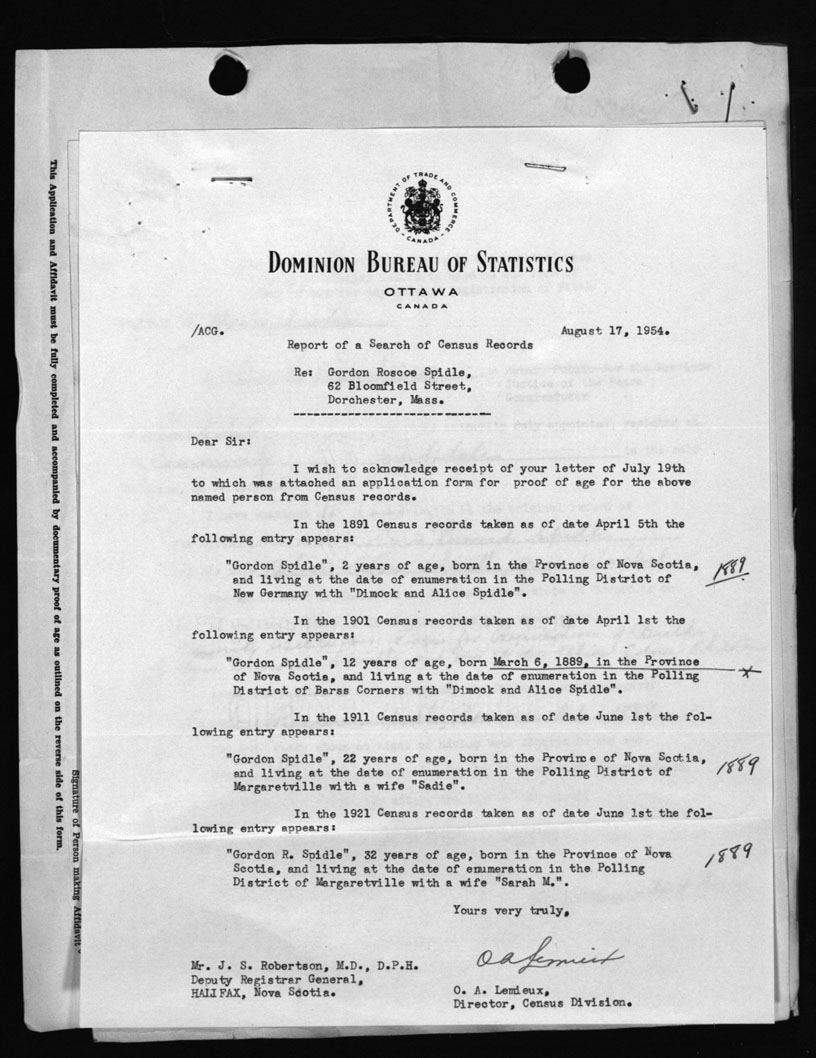 DEPARTMENT OF TRADE AND COMMERCE
CANADA
DOMINION BUREAU OF STATISTICS
OTTAWA
CANADA
/ACG. August 17, 1954.
Report of a Search of Census Records
Re: Gordon Roscoe Spidle,
62 Bloomfield Street,
Dorchester, Mass.
Dear Sir:
I wish to acknowledge receipt of your letter of July 19th
to which was attached an application form for proof of age for the above
named person from Census records.
In the 1891 Census records taken as of date April 5th the
following entry appears:
"Gordon Spidle", 2 years of age, born in the Province of Nova Scotia,
and living at the date of enumeration in the Polling District of
New Germany with "Dimock and Alice Spidle".
1889
In the 1901 Census records taken as of date April 1st the
following entry appears:
"Gordon Spidle", 12 years of age, born March 6, 1889, in the Province
of Nova Scotia, and living at the date of enumeration in the Polling
District of Barss Corners with "Dimock and Alice Spidle".
x
In the 1911 Census records taken as of date June 1st the fol-
lowing entry appears:
"Gordon Spidle", 22 years of age, born in the Province of Nova Scotia,
and living at the date of enumeration in the Polling District of
Margaretville with a wife "Sadie".
1889
In the 1921 Census records taken as of date June 1st the fol-
lowing entry appears:
"Gordon R. Spidle", 32 years of age, born in the Province of Nova
Scotia, and living at the date of enumeration in the Polling
District of Margaretville with a wife "Sarah M.".
1889
Yours very truly,
O A Lemieux
Mr. J. S. Robertson, M.D., D.P.H.
Deputy Registrar General,
HALIFAX, Nova Scotia.
O. A. Lemieux,
Director, Census Division.
This Application and Affidavit must be fully completed and accompanied by documentary proof of age as outlined on the reverse side of this form.
Signature of Person making Affidavit